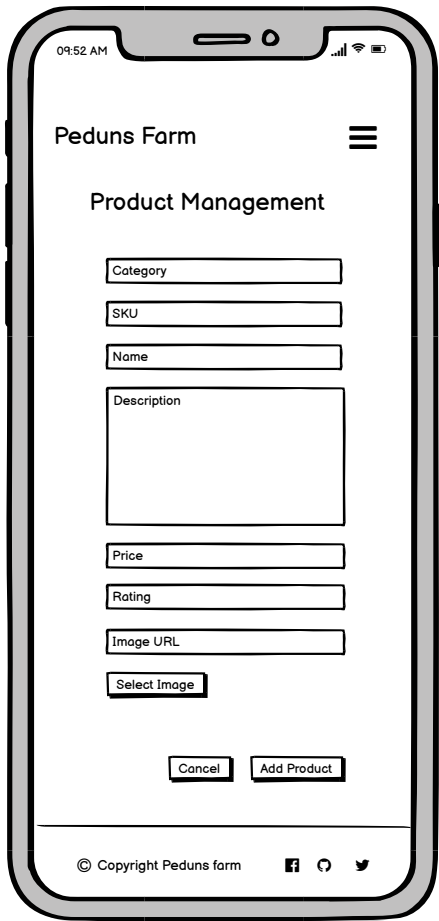 09:52 AM
Peduns Farm
Product Management
Category
SKU
Name
Description
Price
Rating
Image URL
Select Image
Cancel Add Product
© Copyright Peduns farm